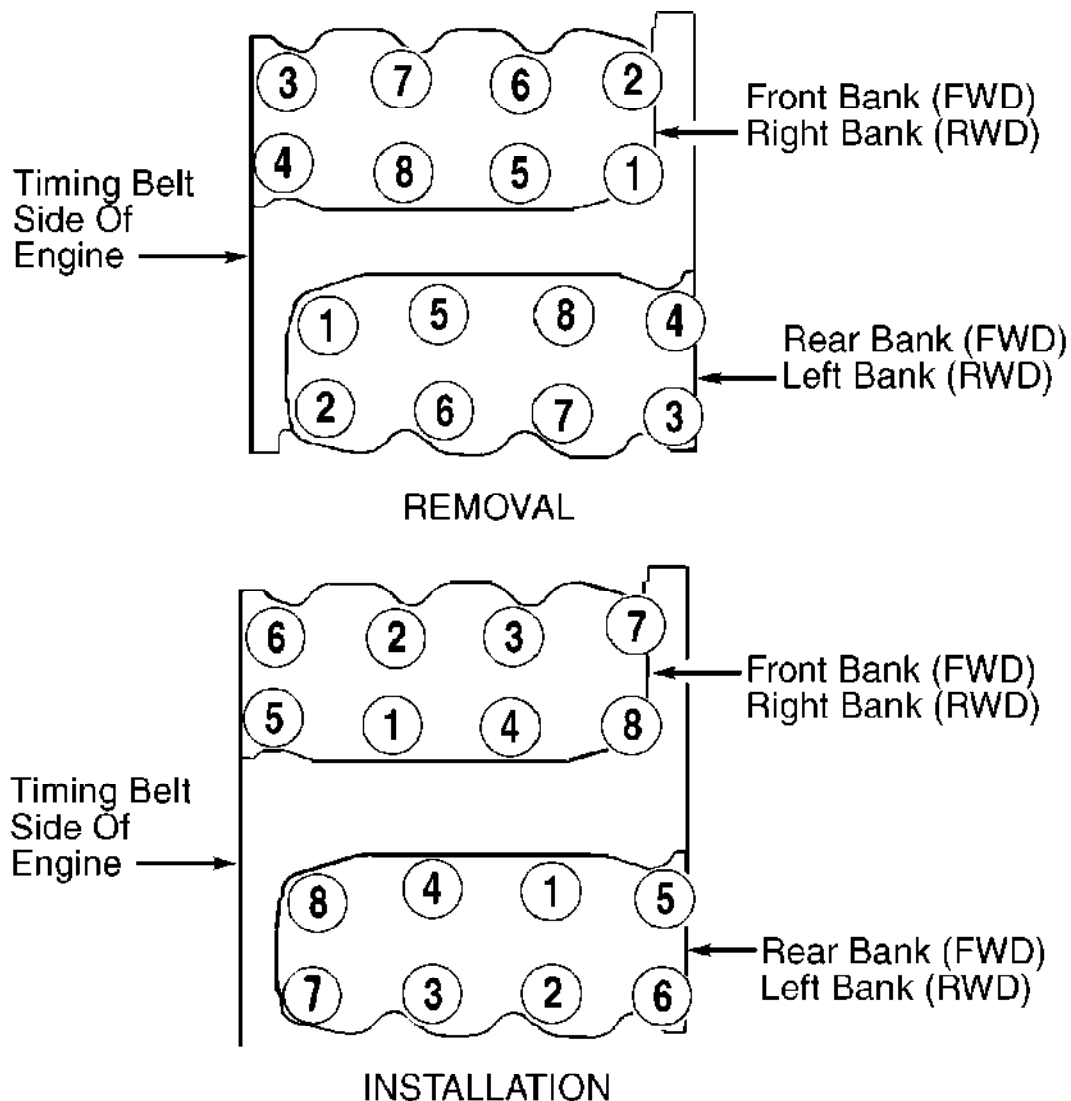 3 7 6 2
Front Bank (FWD)
Right Bank (RWD)
4 8 5 1
Timing Belt
Side Of
Engine
1 5 8 4
Rear Bank (FWD)
Left Bank (RWD)
2 6 7 3
REMOVAL
6 2 3 7
Front Bank (FWD)
Right Bank (RWD)
5 1 4 8
Timing Belt
Side Of
Engine
8 4 1 5
Rear Bank (FWD)
Left Bank (RWD)
7 3 2 6
INSTALLATION